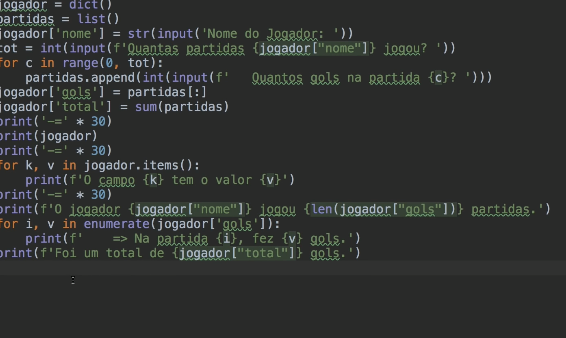 jogador = dict()
partidas = list()
jogador['nome'] = str(input('Nome do Jogador: '))
tot = int(input(f'Quantas partidas {jogador["nome"]} jogou? '))
for c in range(0, tot):
    partidas.append(int(input(f'    Quantos gols na partida {c}? ')))
jogador['gols'] = partidas[:]
jogador['total'] = sum(partidas)
print('-=' * 30)
print(jogador)
print('-=' * 30)
for k, v in jogador.items():
    print(f'O campo {k} tem o valor {v}')
print('-=' * 30)
print(f'O jogador {jogador["nome"]} jogou {len(jogador["gols"])} partidas.')
for i, v in enumerate(jogador['gols']):
    print(f'    => Na partida {i}, fez {v} gols.')
print(f'Foi um total de {jogador["total"]} gols.')